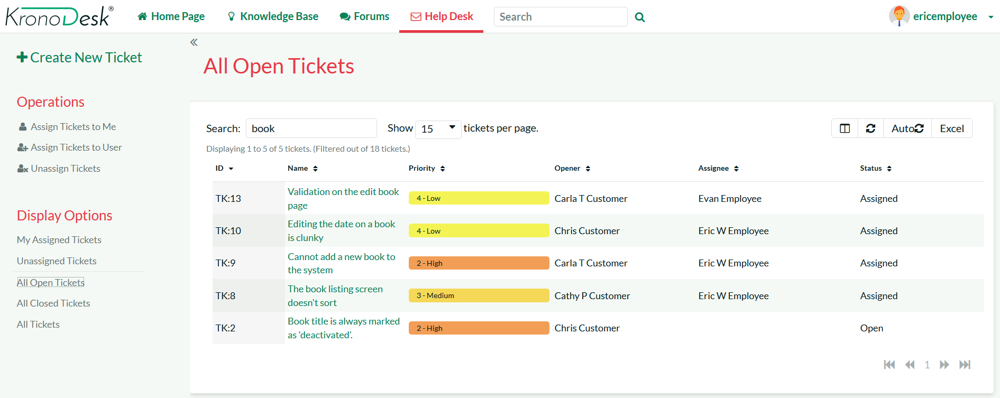 KronoDesk®
Home Page
Knowledge Base
Forums
Help Desk
Search
ericemployee
Create New Ticket
Operations
Assign Tickets to Me
Assign Tickets to User
Unassign Tickets
Display Options
My Assigned Tickets
Unassigned Tickets
All Open Tickets
All Closed Tickets
All Tickets
All Open Tickets
Search: book Show 15 tickets per page.
Auto Excel
Displaying 1 to 5 of 5 tickets. (Filtered out of 18 tickets.)
ID Name Priority Opener Assignee Status
TK:13 Validation on the edit book page 4 - Low Carla T Customer Evan Employee Assigned
TK:10 Editing the date on a book is clunky 4 - Low Chris Customer Eric W Employee Assigned
TK:9 Cannot add a new book to the system 2 - High Carla T Customer Eric W Employee Assigned
TK:8 The book listing screen doesn't sort 3 - Medium Cathy P Customer Eric W Employee Assigned
TK:2 Book title is always marked as 'deactivated'. 2 - High Chris Customer Open
1